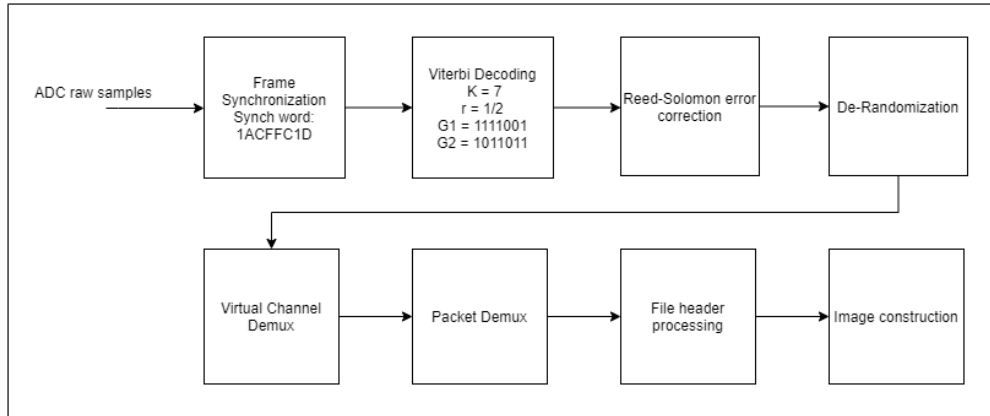 ADC raw samples
Frame
Synchronization
Synch word:
1ACFFC1D
Viterbi Decoding
K = 7
r = 1/2
G1 = 1111001
G2 = 1011011
Reed-Solomon error
correction
De-Randomization
Virtual Channel
Demux
Packet Demux
File header
processing
Image construction